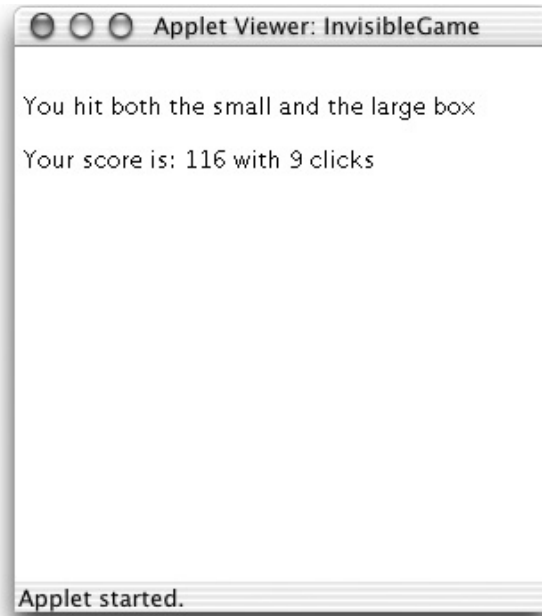 Applet Viewer: InvisibleGame
You hit both the small and the large box
Your score is: 116 with 9 clicks
Applet started.